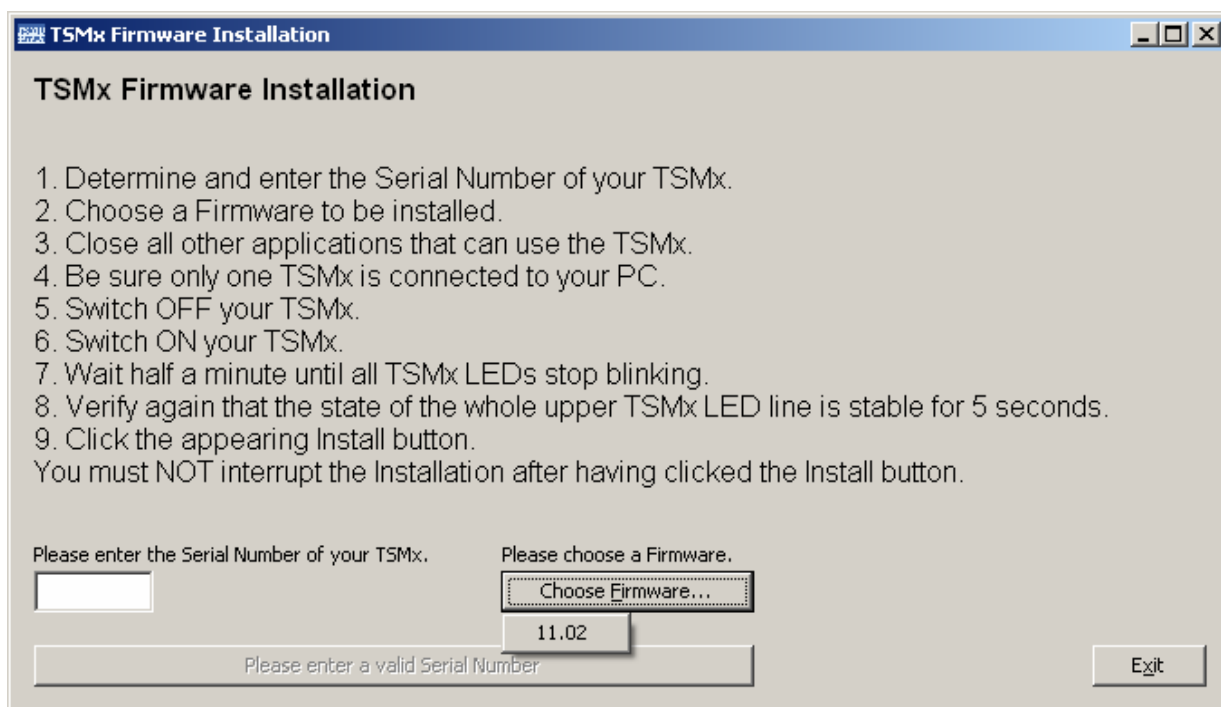 TSMx Firmware Installation
TSMx Firmware Installation
1. Determine and enter the Serial Number of your TSMx.
2. Choose a Firmware to be installed.
3. Close all other applications that can use the TSMx.
4. Be sure only one TSMx is connected to your PC.
5. Switch OFF your TSMx.
6. Switch ON your TSMx.
7. Wait half a minute until all TSMx LEDs stop blinking.
8. Verify again that the state of the whole upper TSMx LED line is stable for 5 seconds.
9. Click the appearing Install button.
You must NOT interrupt the Installation after having clicked the Install button.
Please enter the Serial Number of your TSMx.
Please choose a Firmware.
Choose Firmware...
11.02
Please enter a valid Serial Number
Exit